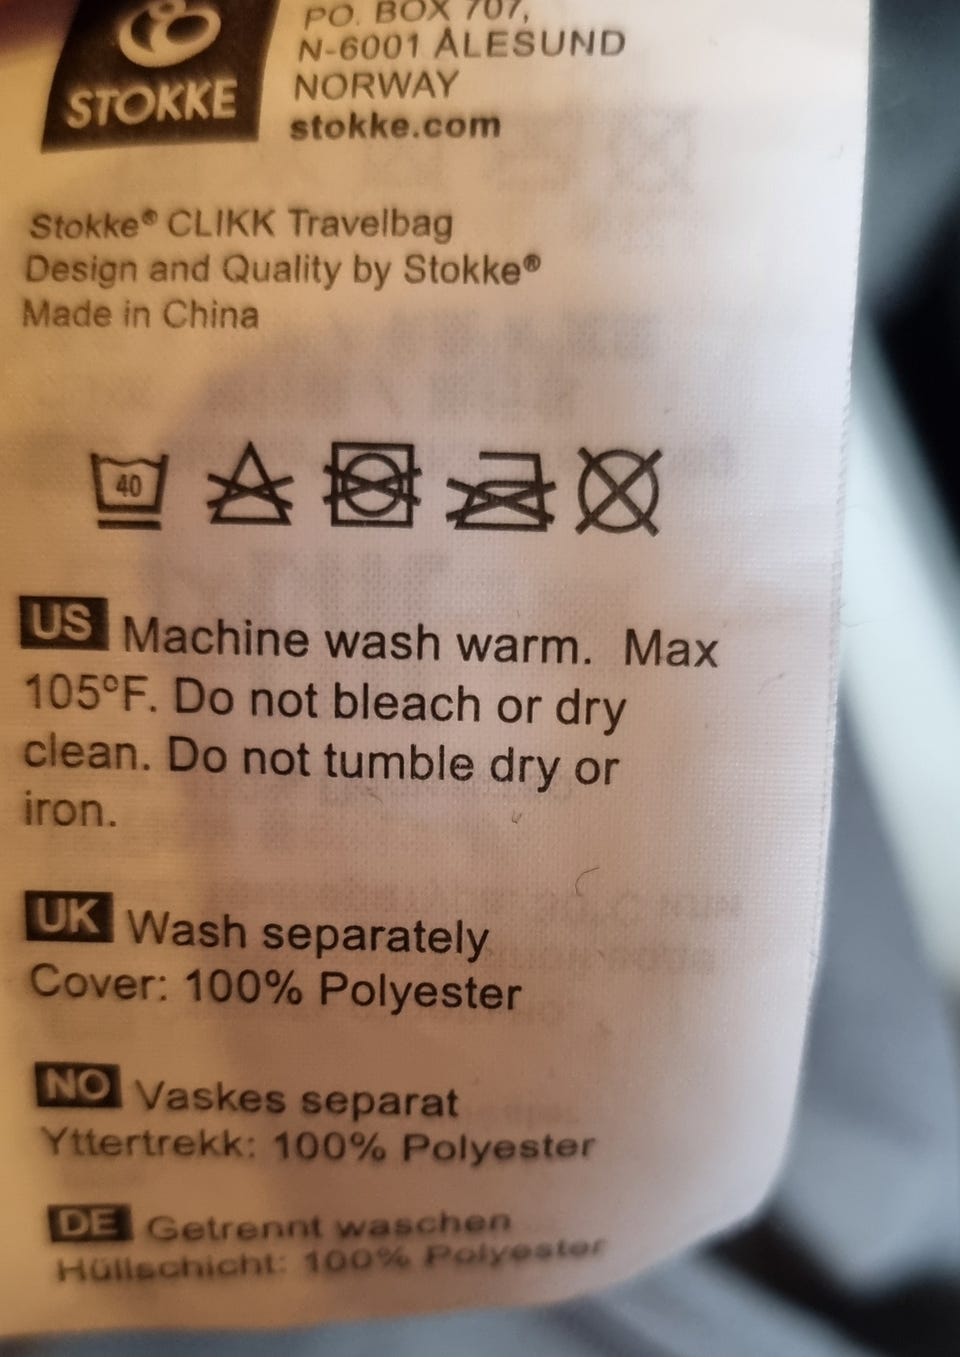 STOKKE
PO. BOX 707,
N-6001 ÅLESUND
NORWAY
stokke.com
Stokke® CLIKK Travelbag
Design and Quality by Stokke®
Made in China
40
US Machine wash warm. Max
105°F. Do not bleach or dry
clean. Do not tumble dry or
iron.
UK Wash separately
Cover: 100% Polyester
NO Vaskes separat
Yttertrekk: 100% Polyester
DE Getrennt waschen
Hüllschicht: 100% Polyester